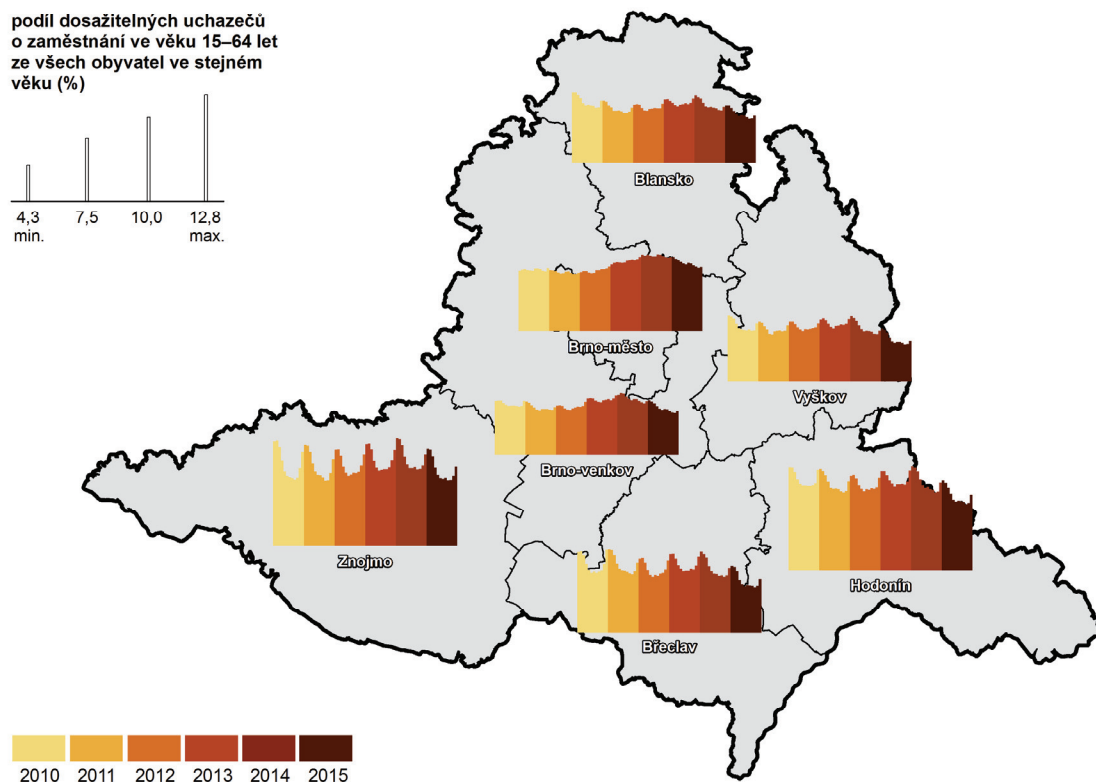 podíl dosažitelných uchazečů
o zaměstnání ve věku 15–64 let
ze všech obyvatel ve stejném
věku (%)
4,3 7,5 10,0 12,8
min. max.
Blansko
Brno-město
Vyškov
Brno-venkov
Znojmo
Hodonín
Břeclav
2010 2011 2012 2013 2014 2015